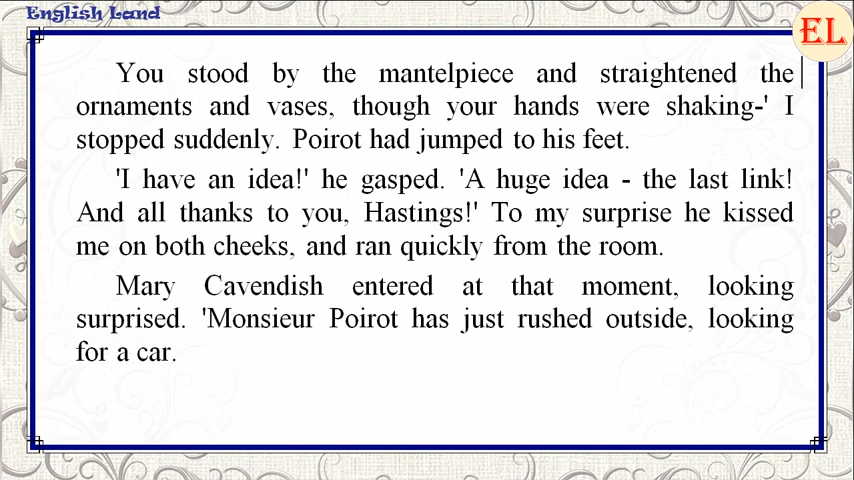 English Land
EL
You stood by the mantelpiece and straightened the
ornaments and vases, though your hands were shaking-' I
stopped suddenly. Poirot had jumped to his feet.
'I have an idea!' he gasped. 'A huge idea - the last link!
And all thanks to you, Hastings!' To my surprise he kissed
me on both cheeks, and ran quickly from the room.
Mary Cavendish entered at that moment, looking
surprised. 'Monsieur Poirot has just rushed outside, looking
for a car.